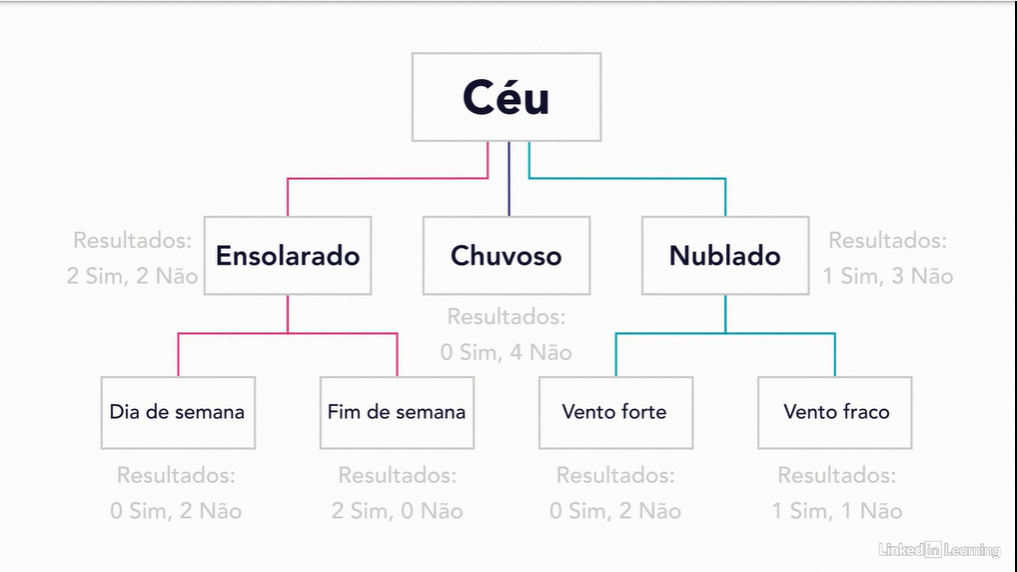 Céu
Resultados:
2 Sim, 2 Não
Ensolarado
Chuvoso
Nublado
Resultados:
1 Sim, 3 Não
Resultados:
0 Sim, 4 Não
Dia de semana
Fim de semana
Vento forte
Vento fraco
Resultados:
0 Sim, 2 Não
Resultados:
2 Sim, 0 Não
Resultados:
0 Sim, 2 Não
Resultados:
1 Sim, 1 Não
Linked in Learning